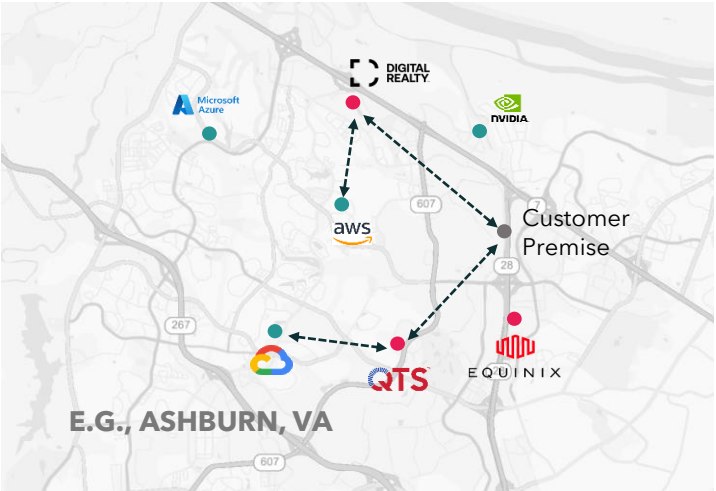 DIGITAL
REALTY
Microsoft
Azure
NVIDIA
607
7
aws
Customer
Premise
28
267
QTS
EQUINIX
E.G., ASHBURN, VA
607